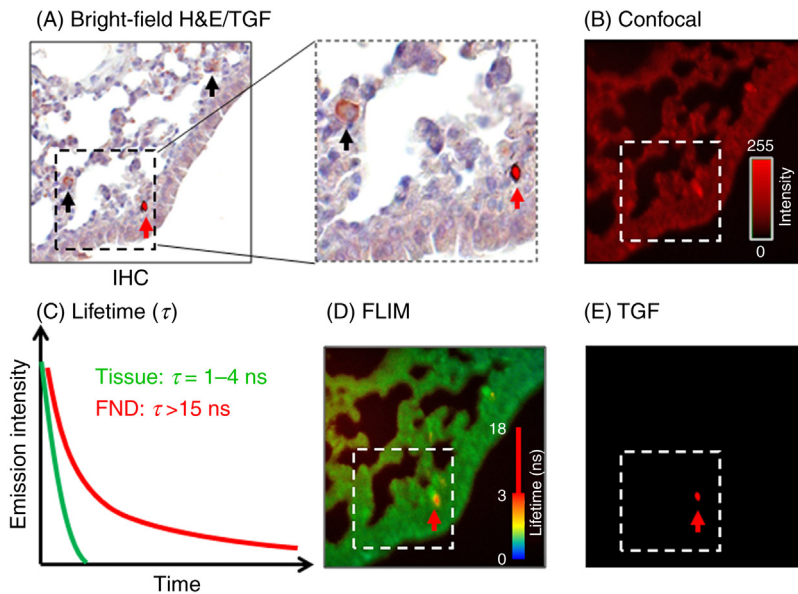 (A) Bright-field H&E/TGF
IHC
(B) Confocal
255
Intensity
0
(C) Lifetime (τ)
Emission intensity
Tissue: τ = 1–4 ns
FND: τ >15 ns
Time
(D) FLIM
18
3
0
Lifetime (ns)
(E) TGF